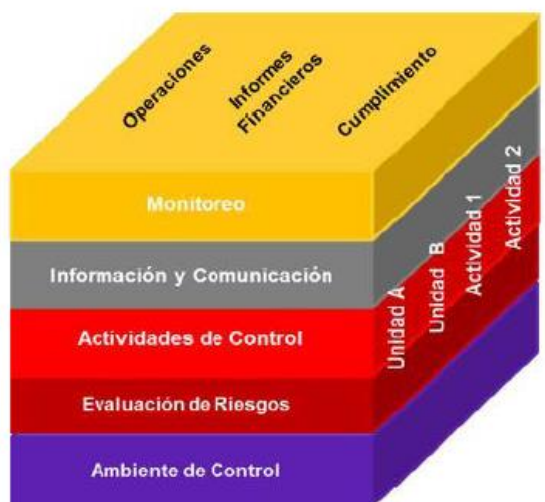 Operaciones
Informes
Financieros
Cumplimiento
Monitoreo
Información y Comunicación
Actividades de Control
Evaluación de Riesgos
Ambiente de Control
Unidad A
Unidad B
Actividad 1
Actividad 2